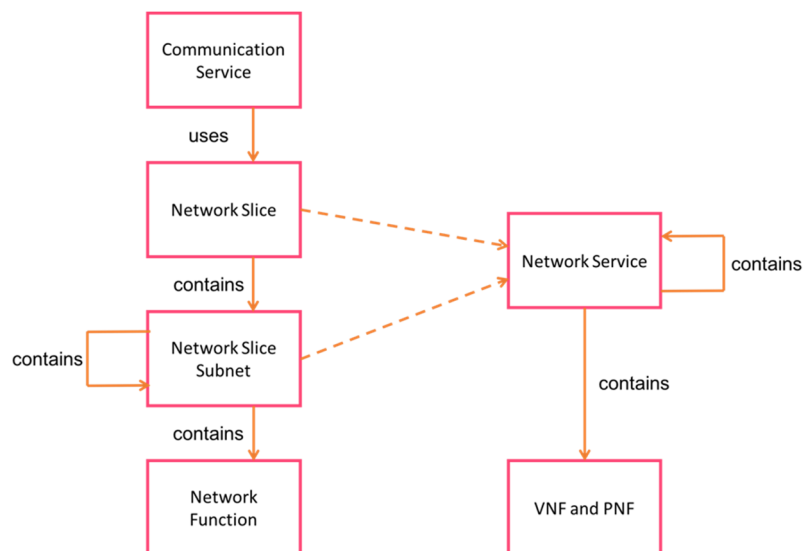 Communication
Service
uses
Network Slice
contains
Network Service
contains
Network Slice
Subnet
contains
contains
contains
Network
Function
VNF and PNF